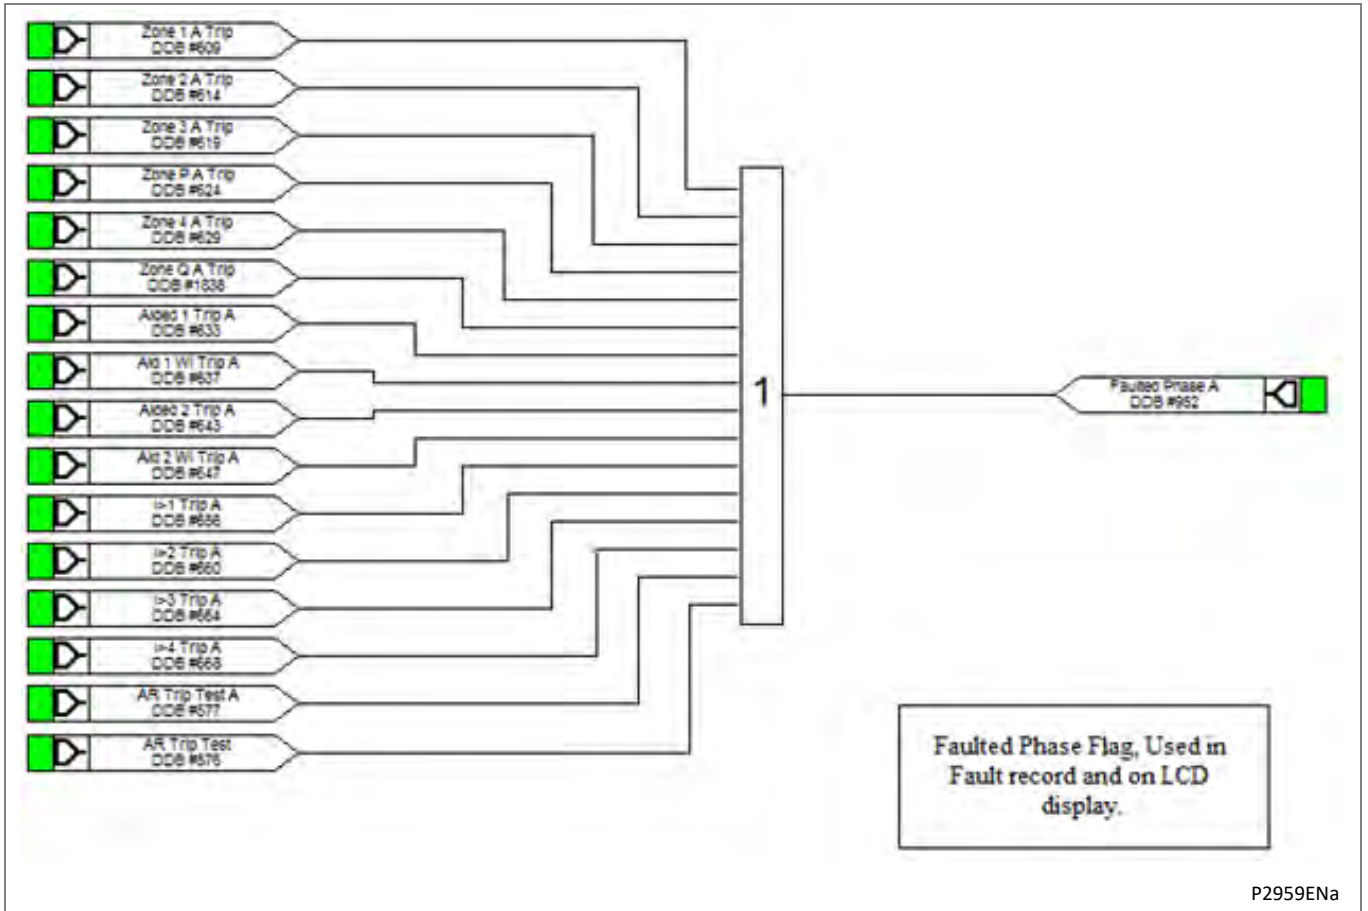 Zone 1 A Trip
DDB #609
Zone 2 A Trip
DDB #614
Zone 3 A Trip
DDB #619
Zone P A Trip
DDB #624
Zone 4 A Trip
DDB #629
Zone Q A Trip
DDB #1838
Aided 1 Trip A
DDB #633
Aid 1 WI Trip A
DDB #637
Aided 2 Trip A
DDB #643
Aid 2 WI Trip A
DDB #647
I>1 Trip A
DDB #656
I>2 Trip A
DDB #660
I>3 Trip A
DDB #664
I>4 Trip A
DDB #668
AR Trip Test A
DDB #577
AR Trip Test
DDB #576
1
Faulted Phase A
DDB #952
Faulted Phase Flag, Used in
Fault record and on LCD
display.
P2959ENa